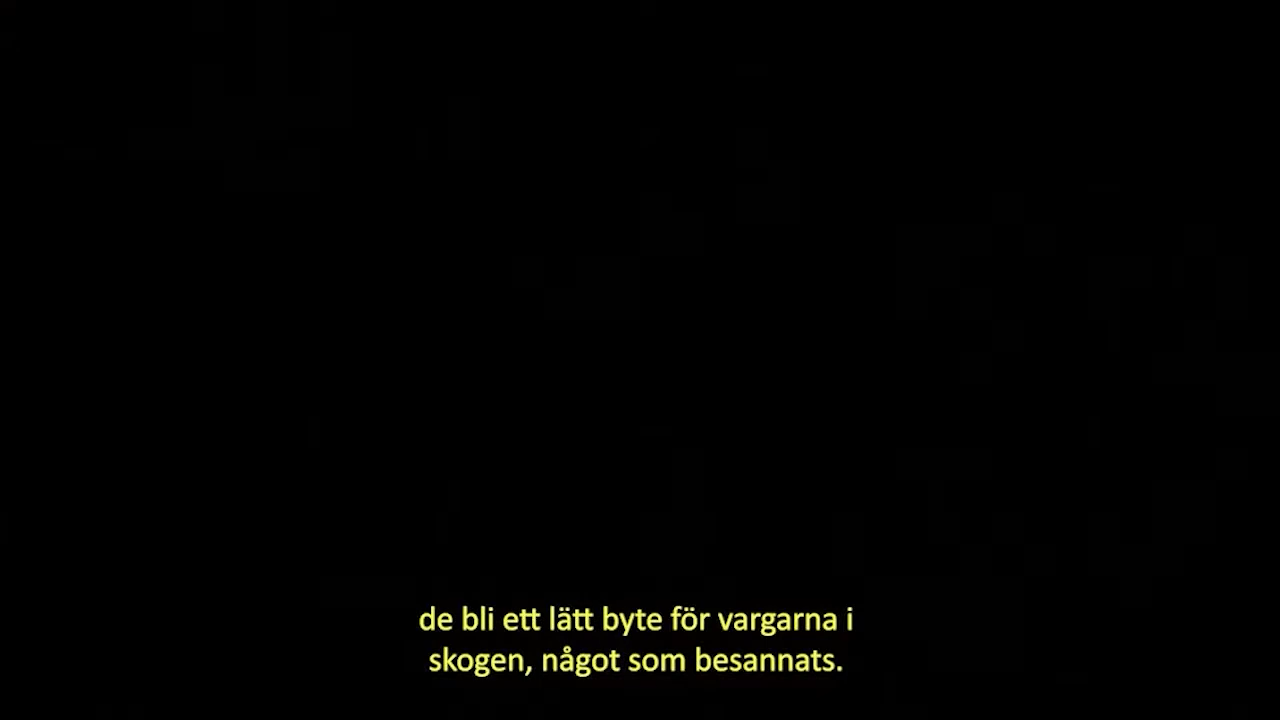 de bli ett lätt byte för vargarna i
skogen, något som besannats.